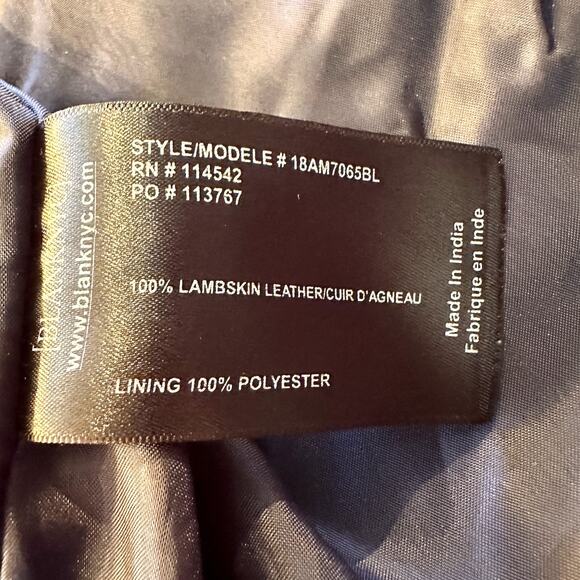 STYLE/MODELE # 18AM7065BL
RN # 114542
PO # 113767
100% LAMBSKIN LEATHER/CUIR D'AGNEAU
LINING 100% POLYESTER
Made In India
Fabrique en Inde
www.blanknyc.com